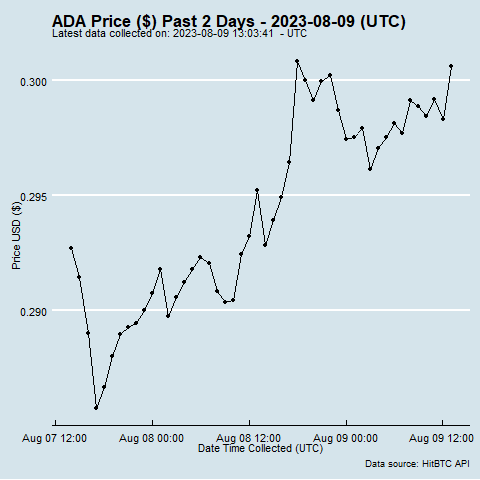 ADA Price ($) Past 2 Days - 2023-08-09 (UTC)
Latest data collected on: 2023-08-09 13:03:41 - UTC
0.300
0.295
0.290
Price USD ($)
Aug 07 12:00 Aug 08 00:00 Aug 08 12:00 Aug 09 00:00 Aug 09 12:00
Date Time Collected (UTC)
Data source: HitBTC API